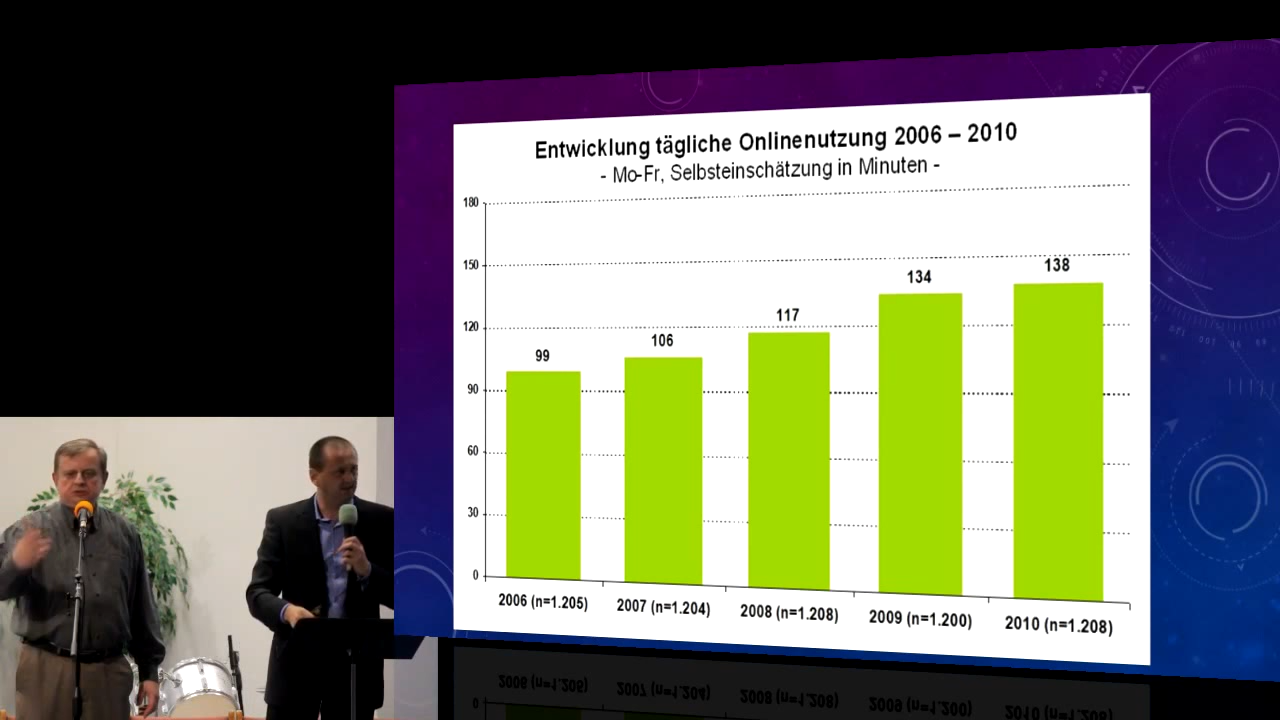 Entwicklung tägliche Onlinenutzung 2006 – 2010
- Mo-Fr, Selbsteinschätzung in Minuten -
180
150
120
90
60
30
0
99
106
117
134
138
2006 (n=1.205)
2007 (n=1.204)
2008 (n=1.208)
2009 (n=1.200)
2010 (n=1.208)